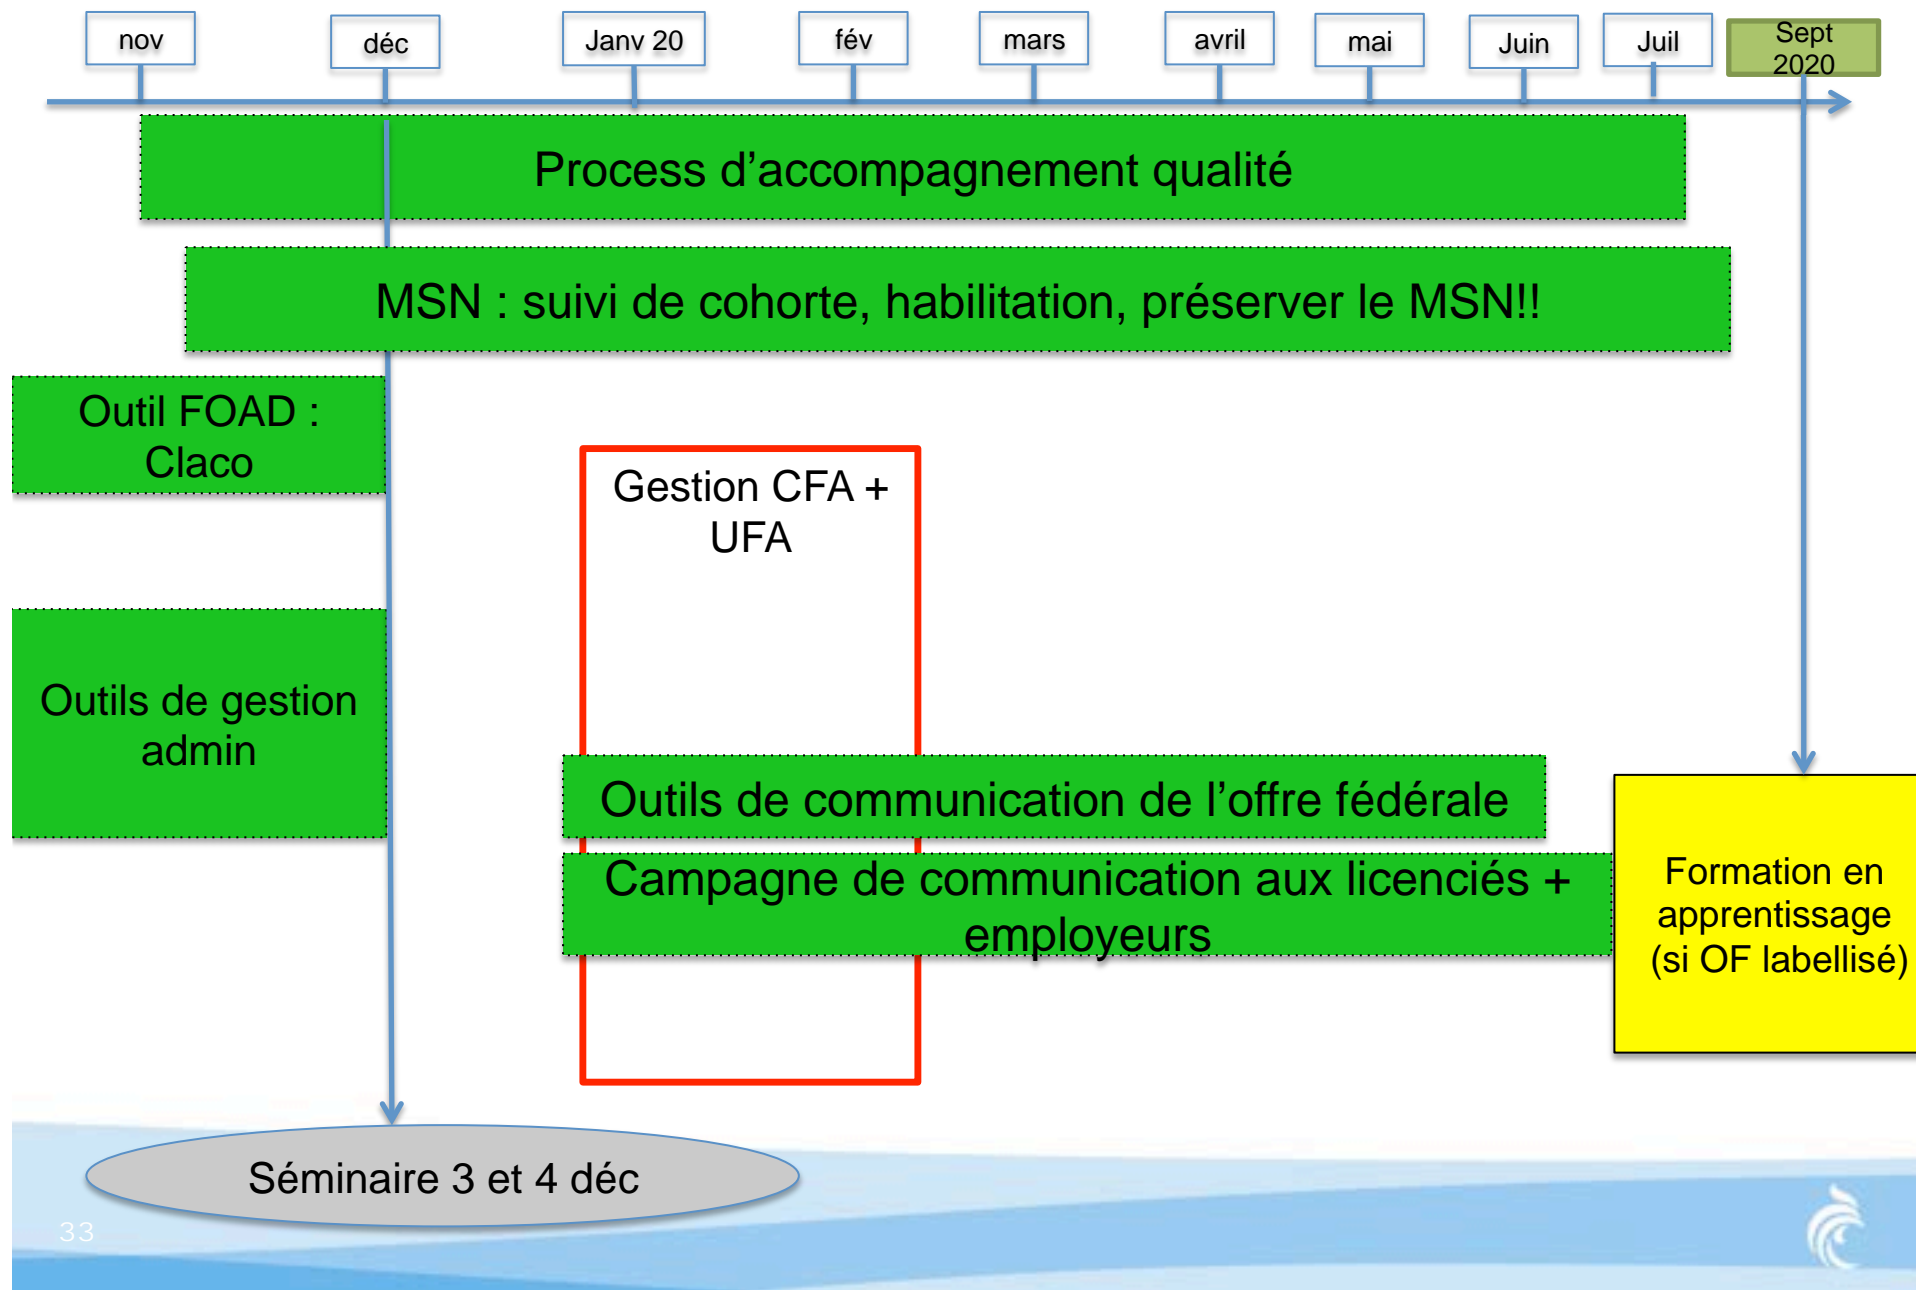 nov
déc
Janv 20
fév
mars
avril
mai
Juin
Juil
Sept
2020
Process d’accompagnement qualité
MSN : suivi de cohorte, habilitation, préserver le MSN!!
Outil FOAD :
Claco
Gestion CFA +
UFA
Outils de gestion
admin
Outils de communication de l’offre fédérale
Campagne de communication aux licenciés +
employeurs
Formation en
apprentissage
(si OF labellisé)
Séminaire 3 et 4 déc
33